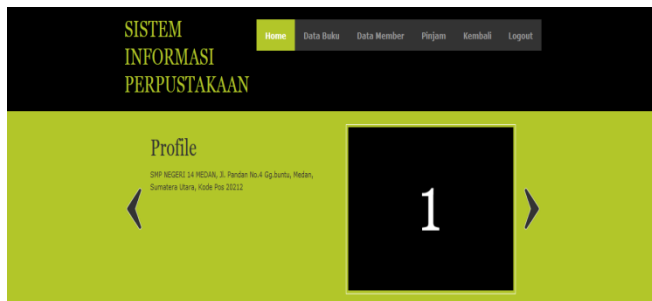 SISTEM
INFORMASI
PERPUSTAKAAN
Home Data Buku Data Member Pinjam Kembali Logout
Profile
SMP NEGERI 14 MEDAN, Jl. Pandan No.4 Gg.buntu, Medan,
Sumatera Utara, Kode Pos 20212
1